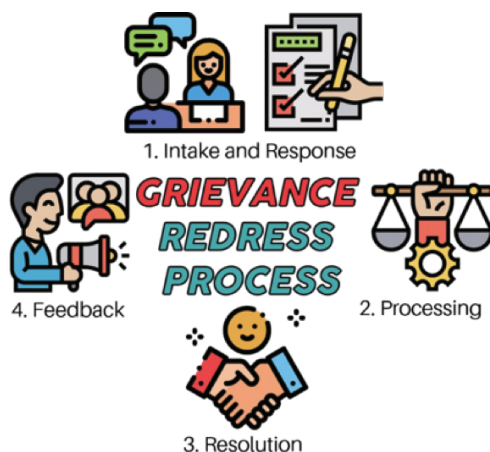 1. Intake and Response
GRIEVANCE
REDRESS
PROCESS
2. Processing
3. Resolution
4. Feedback